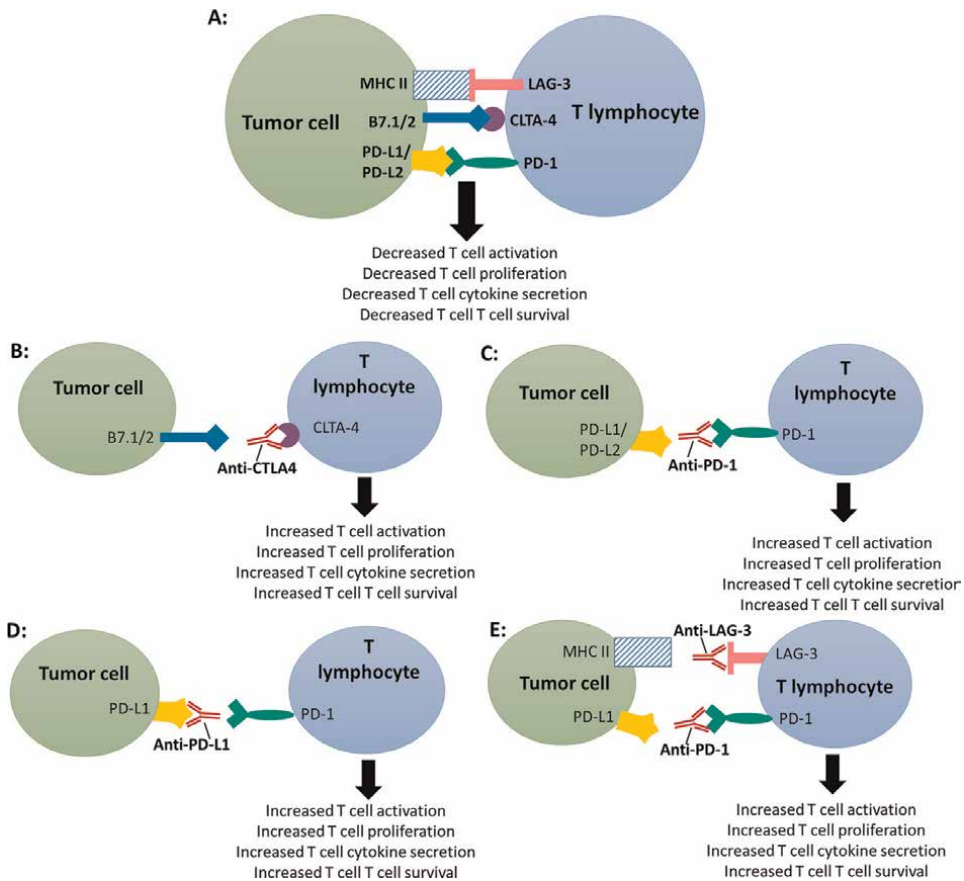 A:
Tumor cell
T lymphocyte
MHC II
LAG-3
B7.1/2
CLTA-4
PD-L1/
PD-L2
PD-1
Decreased T cell activation
Decreased T cell proliferation
Decreased T cell cytokine secretion
Decreased T cell T cell survival
B:
Tumor cell
T
lymphocyte
B7.1/2
CLTA-4
Anti-CTLA4
Increased T cell activation
Increased T cell proliferation
Increased T cell cytokine secretion
Increased T cell T cell survival
C:
Tumor cell
T
lymphocyte
PD-L1/
PD-L2
PD-1
Anti-PD-1
Increased T cell activation
Increased T cell proliferation
Increased T cell cytokine secretion
Increased T cell T cell survival
D:
Tumor cell
T
lymphocyte
PD-L1
PD-1
Anti-PD-L1
Increased T cell activation
Increased T cell proliferation
Increased T cell cytokine secretion
Increased T cell T cell survival
E:
Anti-LAG-3
MHC II
LAG-3
Tumor cell
T lymphocyte
PD-L1
PD-1
Anti-PD-1
Increased T cell activation
Increased T cell proliferation
Increased T cell cytokine secretion
Increased T cell T cell survival